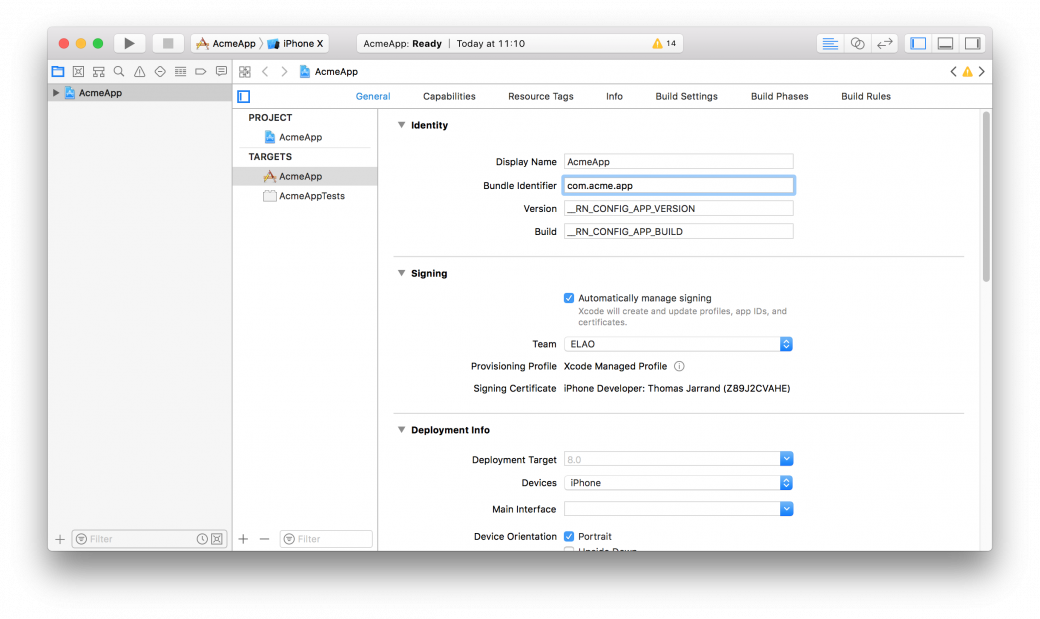 AcmeApp iPhone X
AcmeApp: Ready | Today at 11:10 14
AcmeApp
AcmeApp
General Capabilities Resource Tags Info Build Settings Build Phases Build Rules
PROJECT
AcmeApp
TARGETS
AcmeApp
AcmeAppTests
Identity
Display Name AcmeApp
Bundle Identifier com.acme.app
Version __RN_CONFIG_APP_VERSION
Build __RN_CONFIG_APP_BUILD
Signing
Automatically manage signing
Xcode will create and update profiles, app IDs, and
certificates.
Team ELAO
Provisioning Profile Xcode Managed Profile
Signing Certificate iPhone Developer: Thomas Jarrand (Z89J2CVAHE)
Deployment Info
Deployment Target 8.0
Devices iPhone
Main Interface
Device Orientation Portrait
Upside Down
Filter
Filter